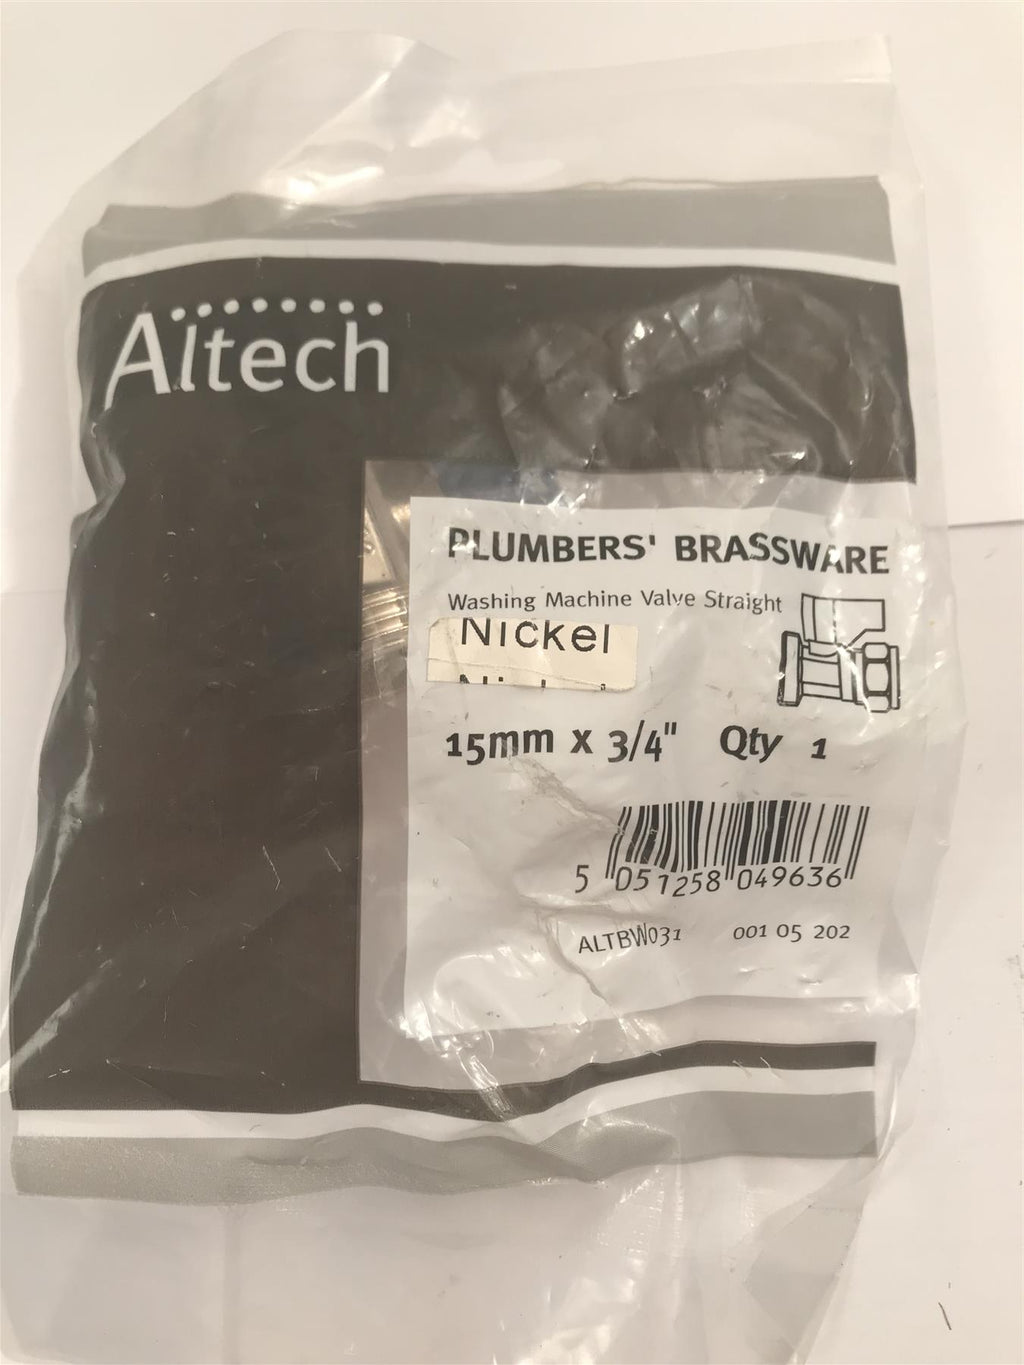 Altech
PLUMBERS' BRASSWARE
Washing Machine Valve Straight
Nickel
15mm x 3/4" Qty 1
5 051258 049636
ALTBW031 001 05 202